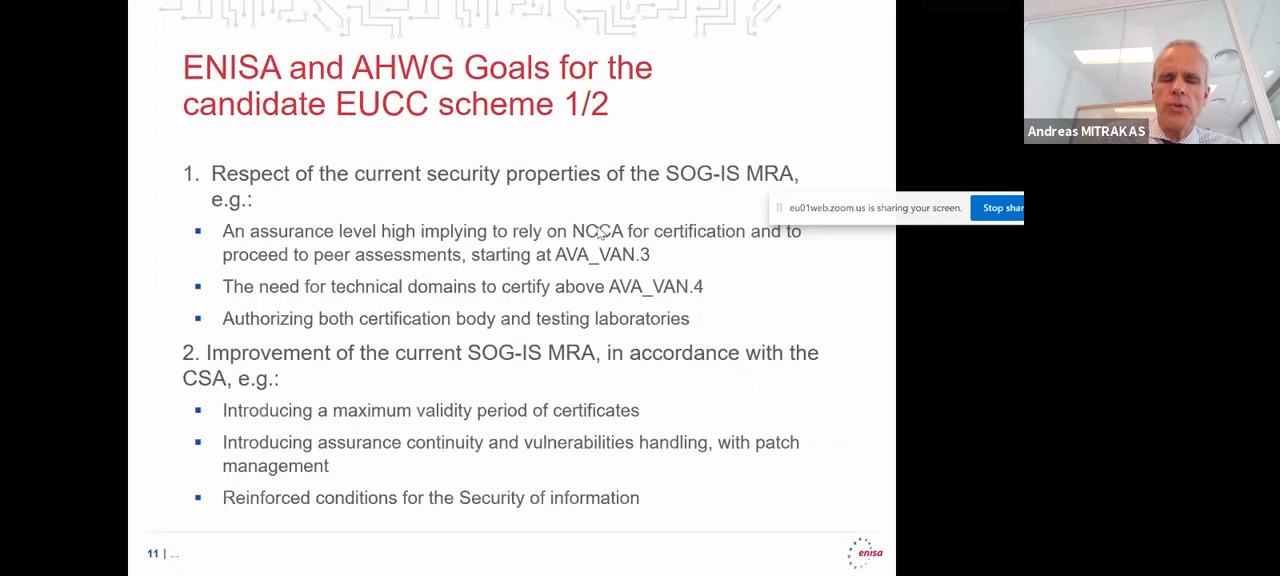 ENISA and AHWG Goals for the
candidate EUCC scheme 1/2
1. Respect of the current security properties of the SOG-IS MRA,
e.g.:
▪ An assurance level high implying to rely on NCCA for certification and to
proceed to peer assessments, starting at AVA_VAN.3
▪ The need for technical domains to certify above AVA_VAN.4
▪ Authorizing both certification body and testing laboratories
2. Improvement of the current SOG-IS MRA, in accordance with the
CSA, e.g.:
▪ Introducing a maximum validity period of certificates
▪ Introducing assurance continuity and vulnerabilities handling, with patch
management
▪ Reinforced conditions for the Security of information
11 | ...
enisa
eu01web.zoom.us is sharing your screen.
Stop shar
Andreas MITRAKAS